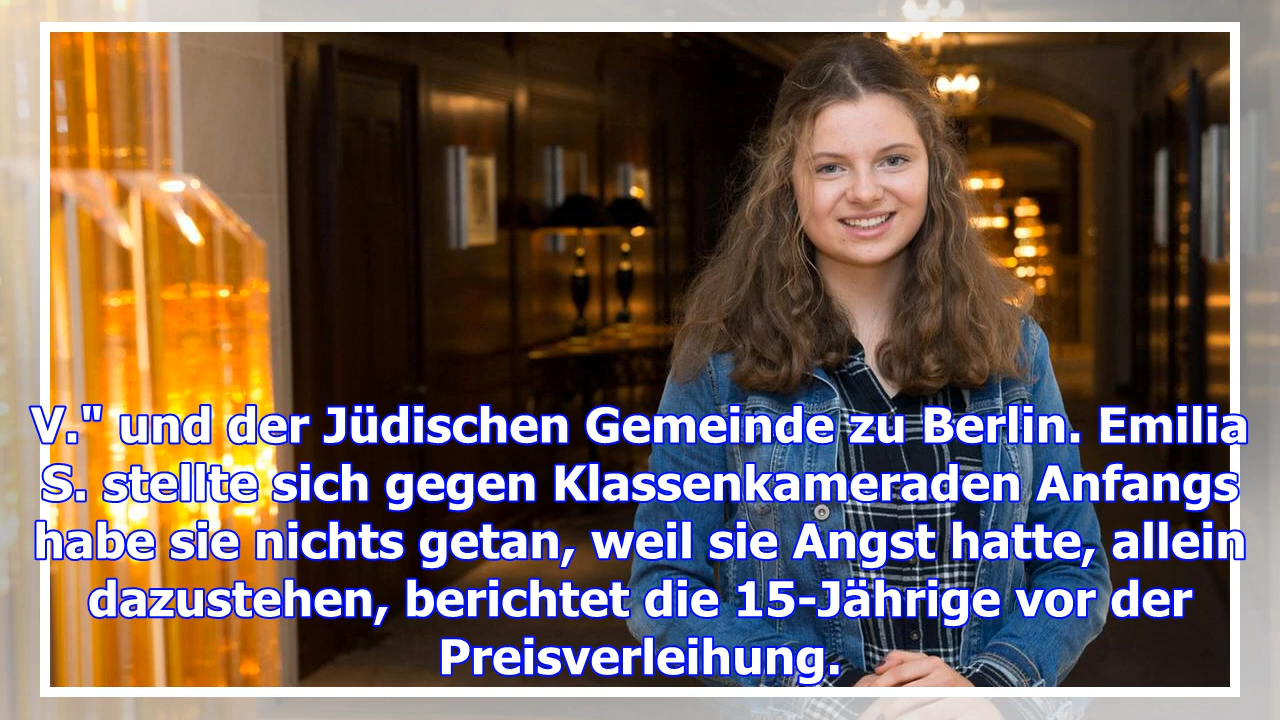 V." und der Jüdischen Gemeinde zu Berlin. Emilia
S. stellte sich gegen Klassenkameraden Anfangs
habe sie nichts getan, weil sie Angst hatte, allein
dazustehen, berichtet die 15-Jährige vor der
Preisverleihung.